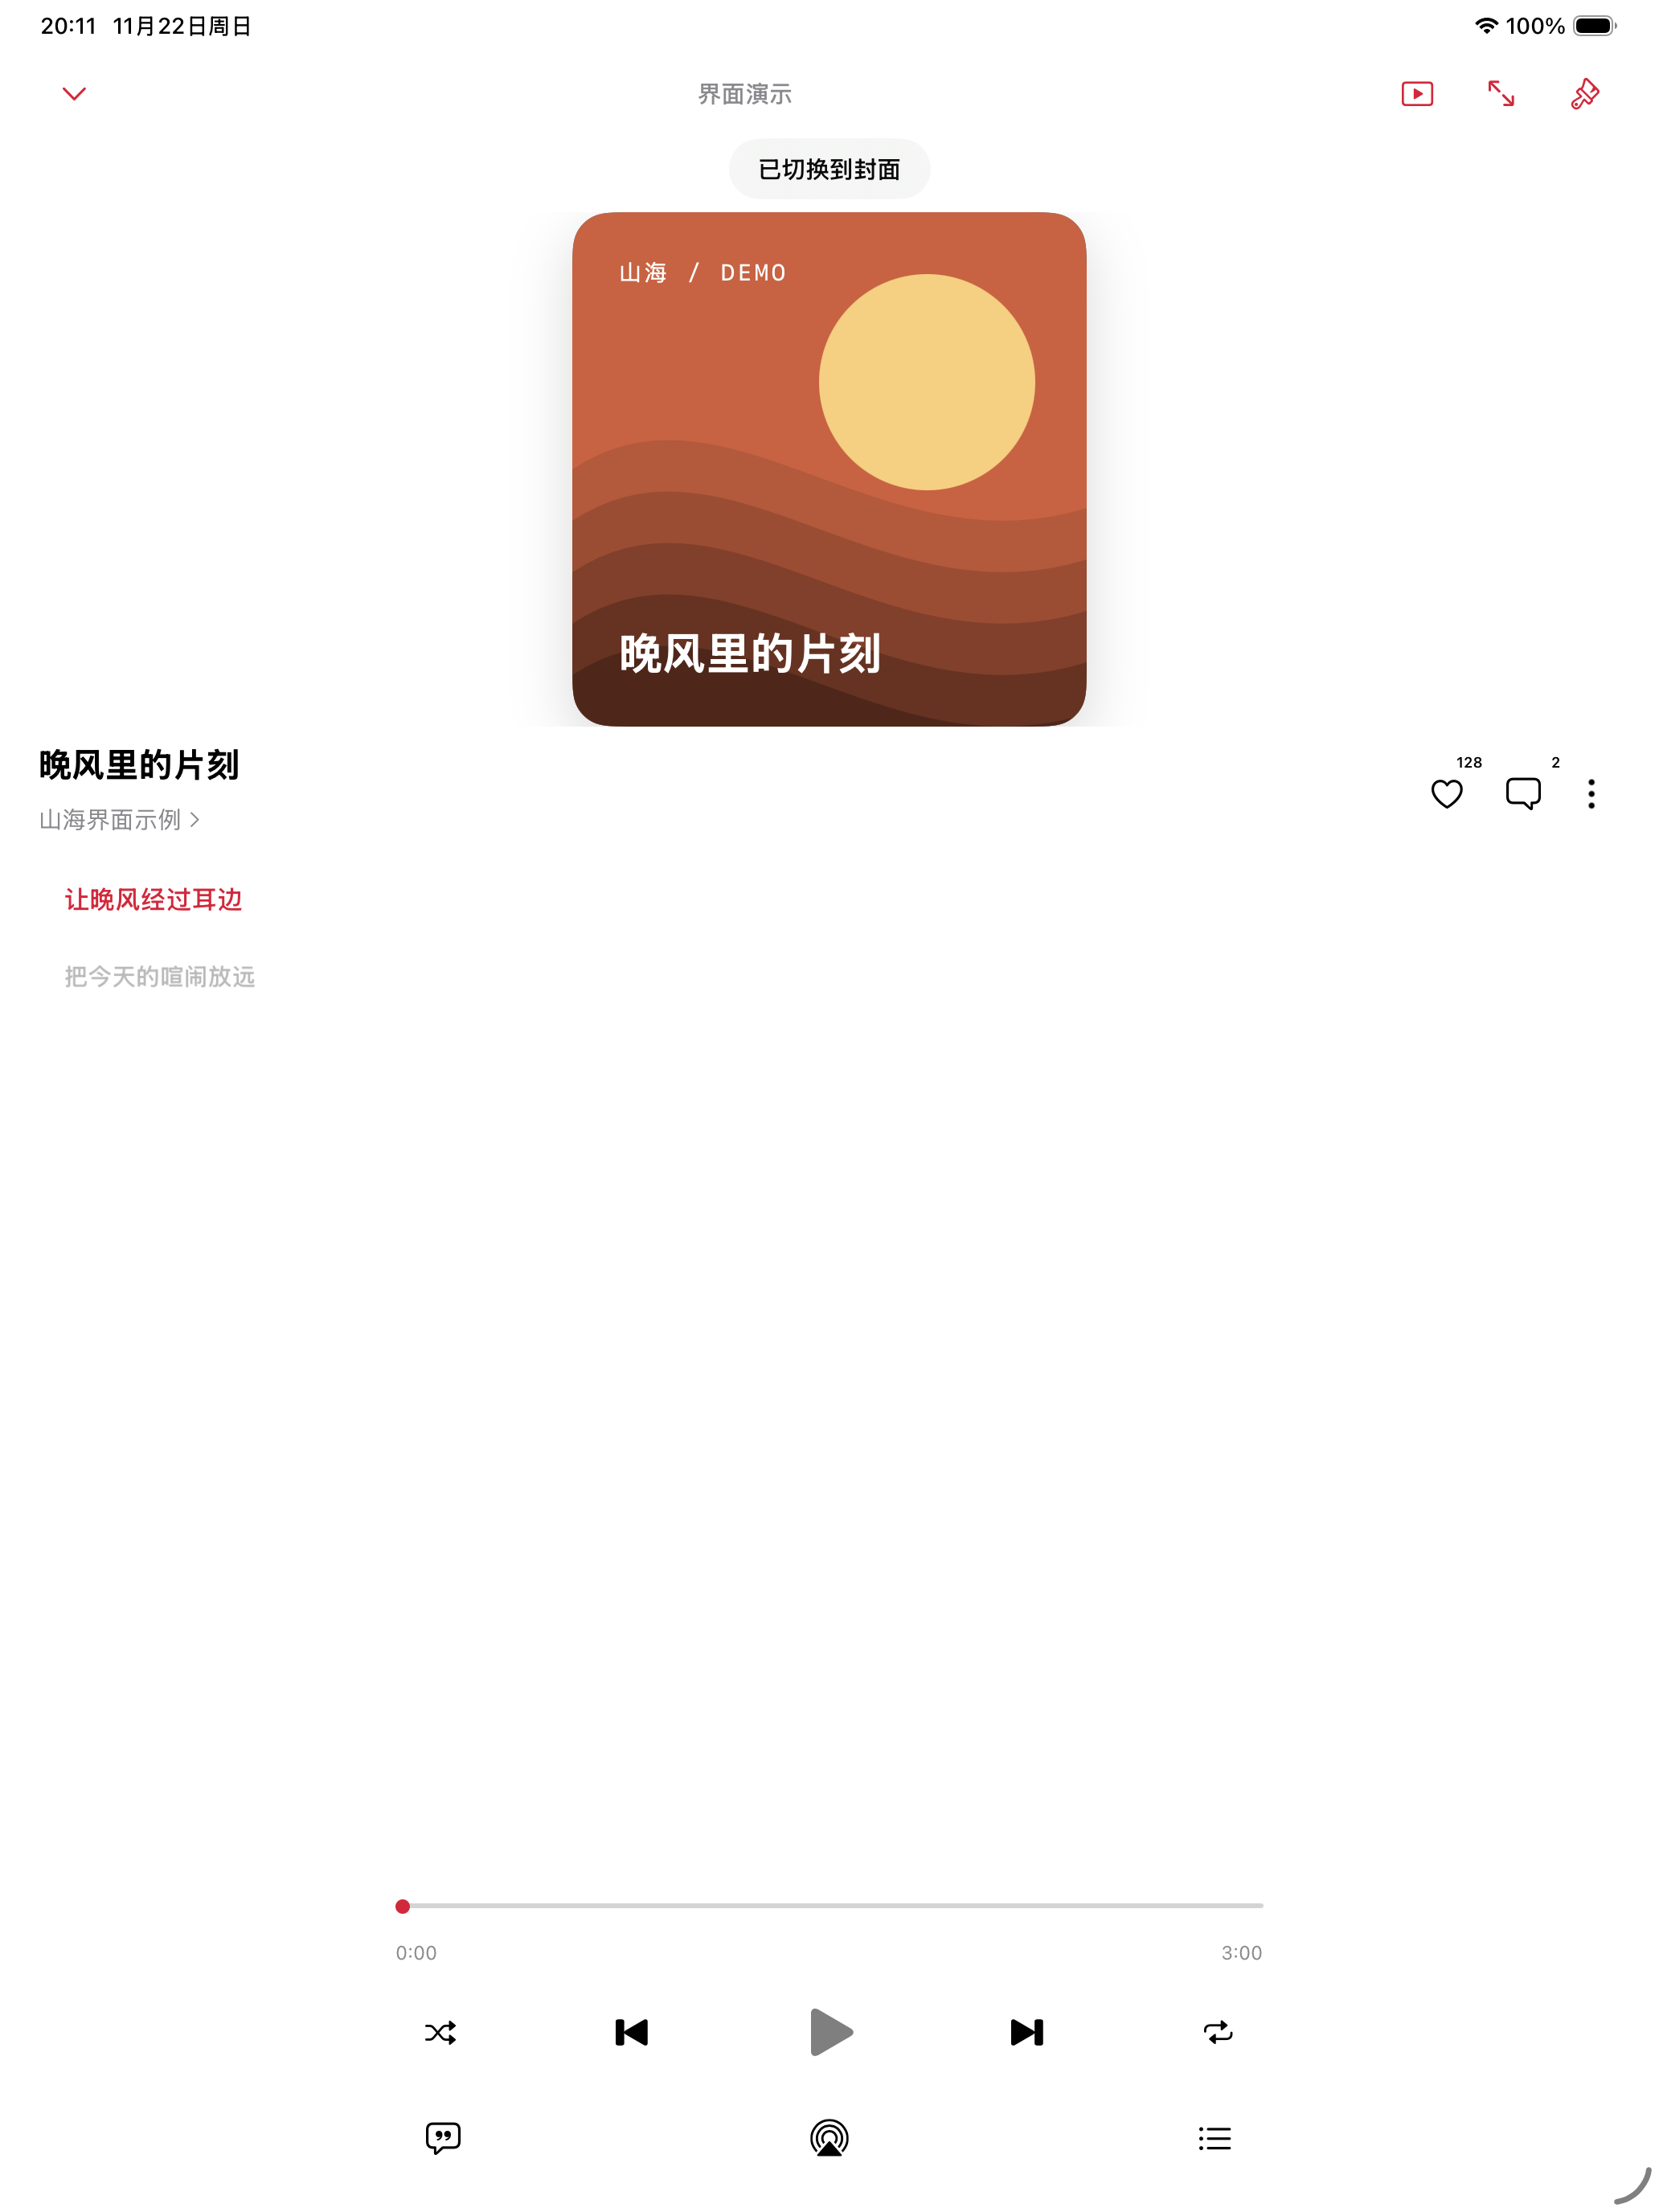 20:11 11月22日周日
100%
界面演示
已切换到封面
山海 / DEMO
晚风里的片刻
晚风里的片刻
128
2
山海界面示例
让晚风经过耳边
把今天的喧闹放远
0:00
3:00